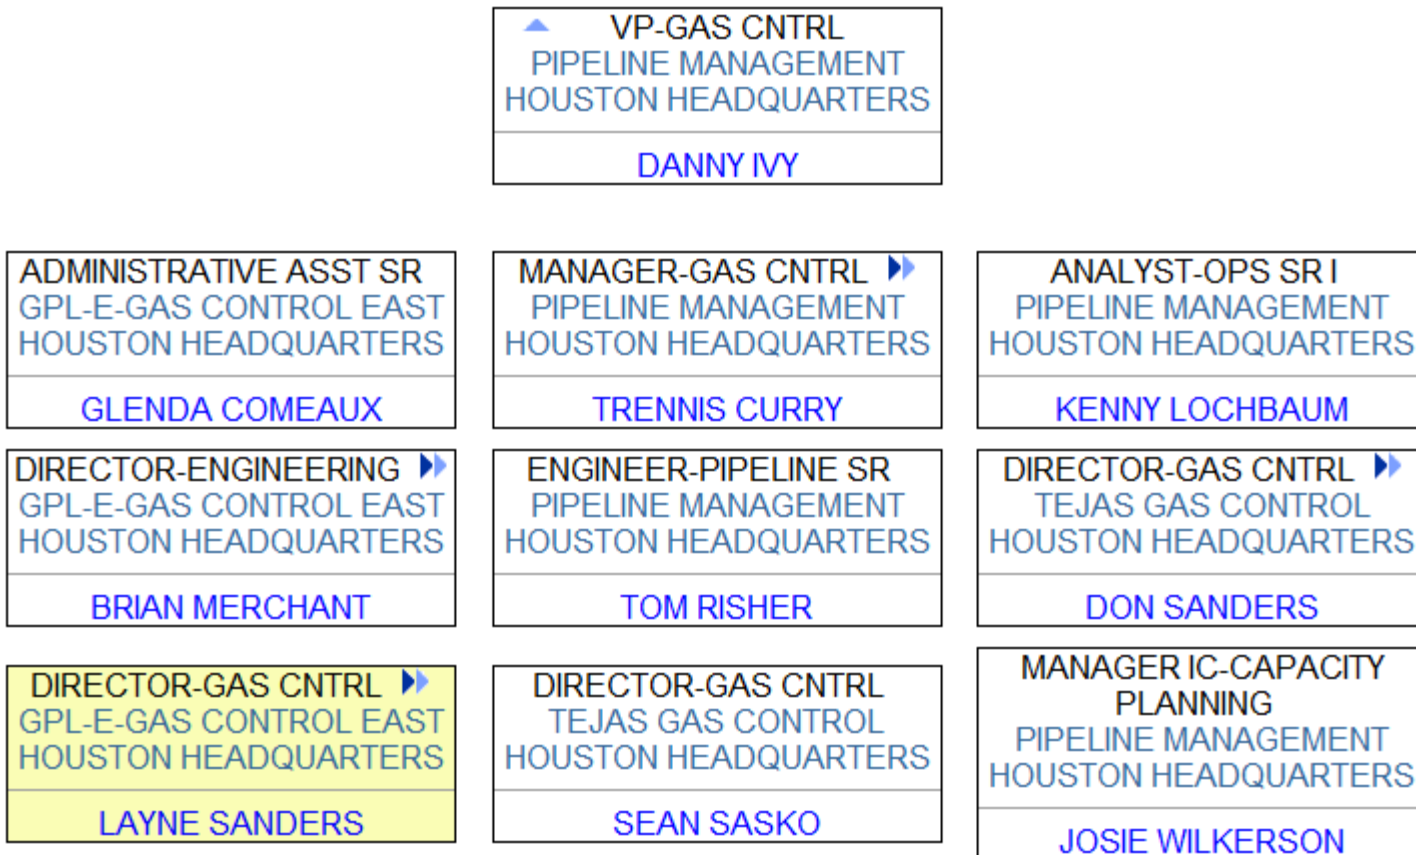 VP-GAS CNTRL
PIPELINE MANAGEMENT
HOUSTON HEADQUARTERS
DANNY IVY
ADMINISTRATIVE ASST SR
GPL-E-GAS CONTROL EAST
HOUSTON HEADQUARTERS
GLENDA COMEAUX
MANAGER-GAS CNTRL
PIPELINE MANAGEMENT
HOUSTON HEADQUARTERS
TRENNIS CURRY
ANALYST-OPS SR I
PIPELINE MANAGEMENT
HOUSTON HEADQUARTERS
KENNY LOCHBAUM
DIRECTOR-ENGINEERING
GPL-E-GAS CONTROL EAST
HOUSTON HEADQUARTERS
BRIAN MERCHANT
ENGINEER-PIPELINE SR
PIPELINE MANAGEMENT
HOUSTON HEADQUARTERS
TOM RISHER
DIRECTOR-GAS CNTRL
TEJAS GAS CONTROL
HOUSTON HEADQUARTERS
DON SANDERS
DIRECTOR-GAS CNTRL
GPL-E-GAS CONTROL EAST
HOUSTON HEADQUARTERS
LAYNE SANDERS
DIRECTOR-GAS CNTRL
TEJAS GAS CONTROL
HOUSTON HEADQUARTERS
SEAN SASKO
MANAGER IC-CAPACITY
PLANNING
PIPELINE MANAGEMENT
HOUSTON HEADQUARTERS
JOSIE WILKERSON